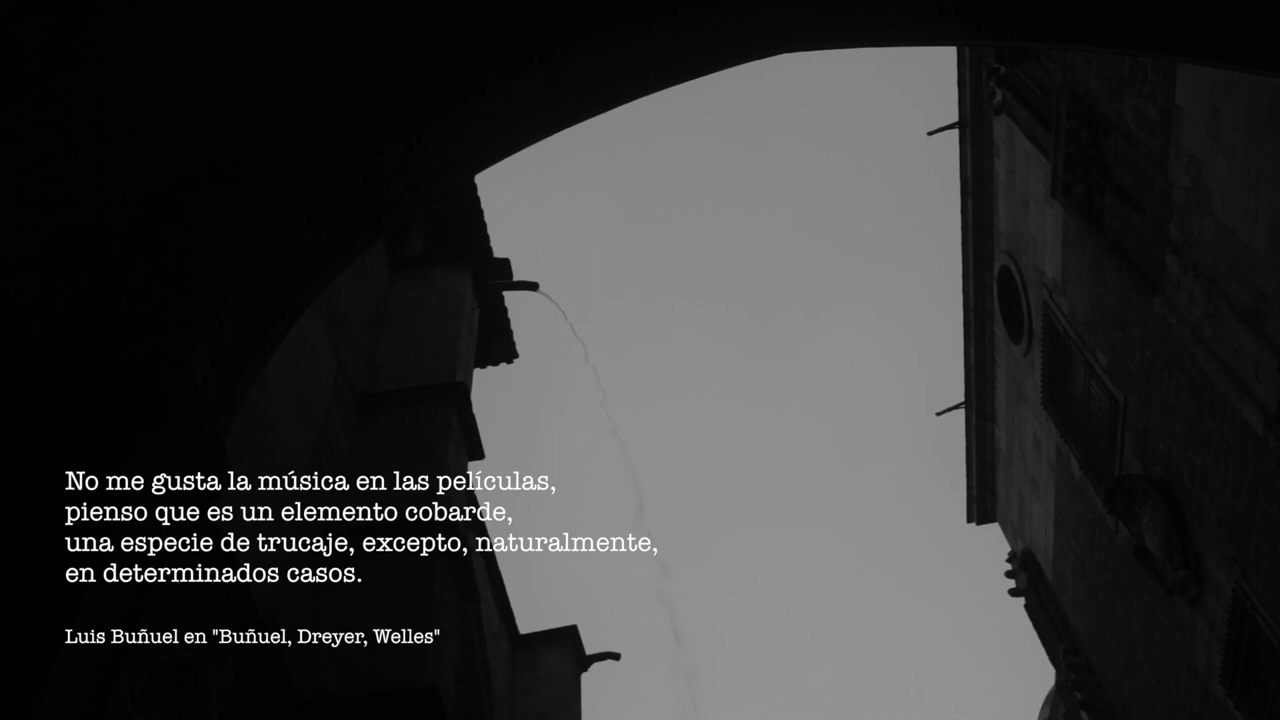 No me gusta la música en las películas,
pienso que es un elemento cobarde,
una especie de trucaje, excepto, naturalmente,
en determinados casos.
Luis Buñuel en "Buñuel, Dreyer, Welles"